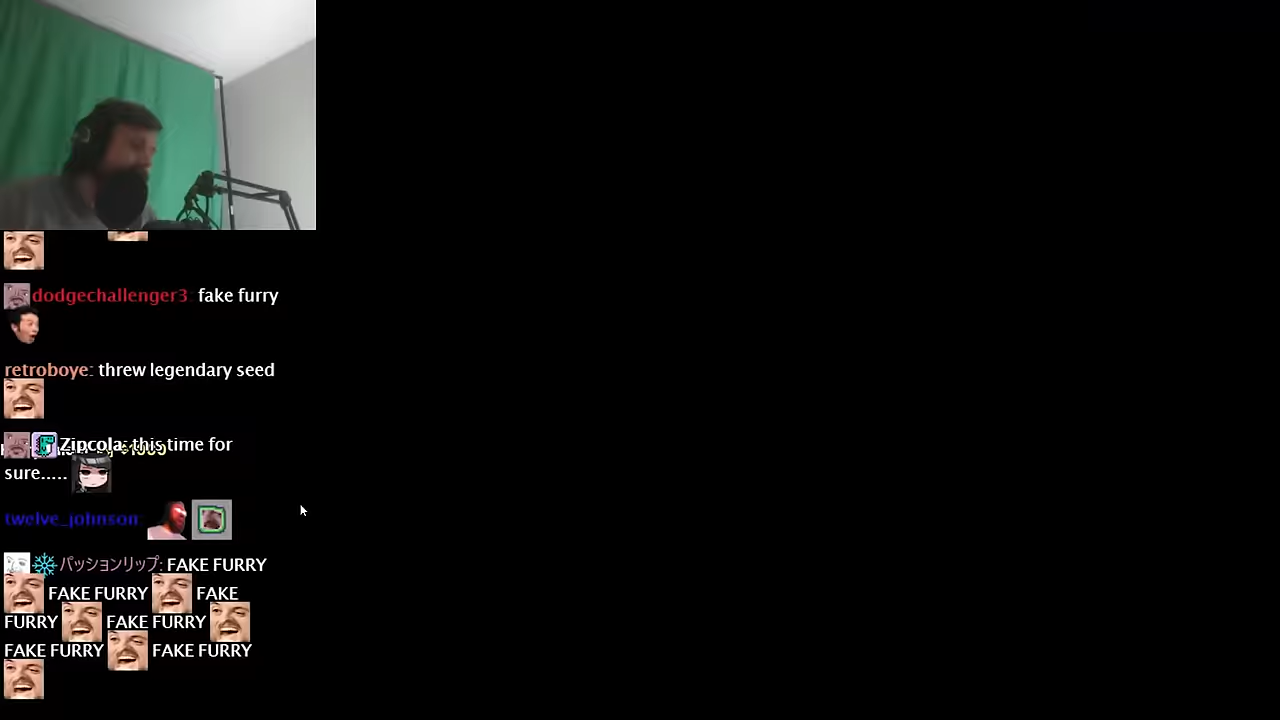 dodgechallenger3: fake furry
retroboye: threw legendary seed
Zipcola: this time for
sure.....
twelve_johnson:
パッションリップ: FAKE FURRY
FAKE FURRY FAKE
FURRY FAKE FURRY
FAKE FURRY FAKE FURRY